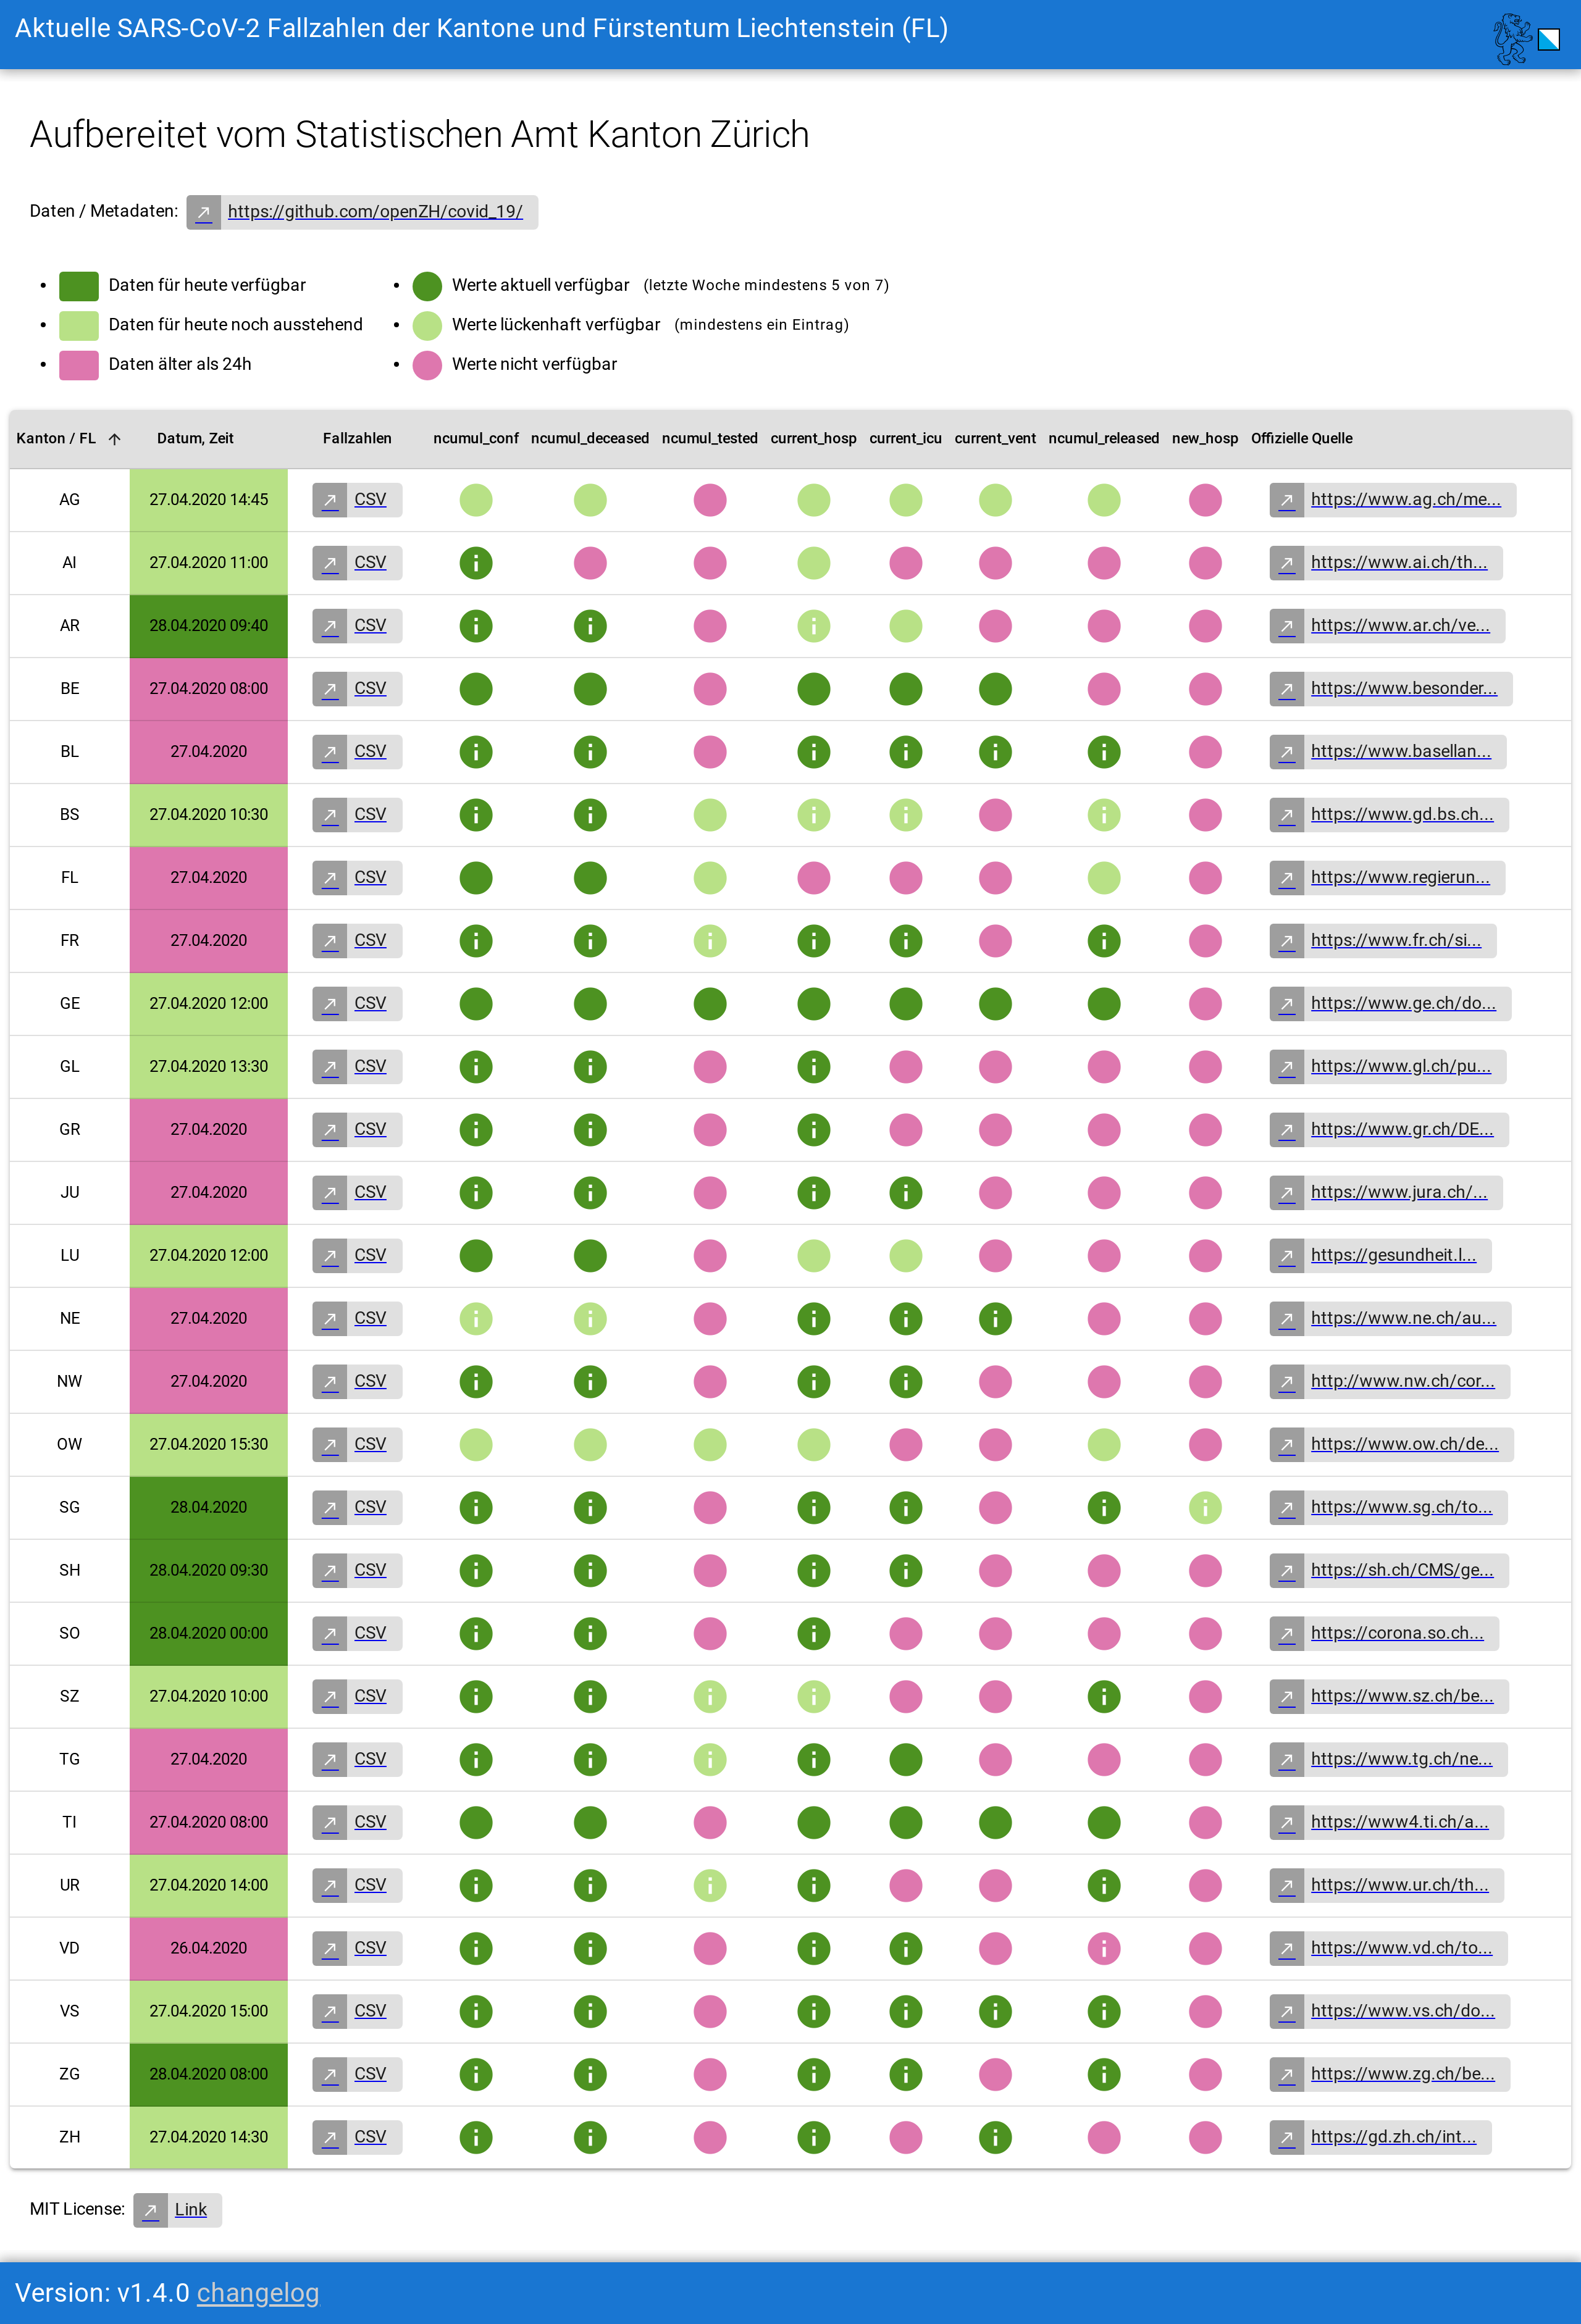 Aktuelle SARS-CoV-2 Fallzahlen der Kantone und Fürstentum Liechtenstein (FL)
Aufbereitet vom Statistischen Amt Kanton Zürich
Daten / Metadaten: https://github.com/openZH/covid_19/
Daten für heute verfügbar
Daten für heute noch ausstehend
Daten älter als 24h
Werte aktuell verfügbar (letzte Woche mindestens 5 von 7)
Werte lückenhaft verfügbar (mindestens ein Eintrag)
Werte nicht verfügbar
Kanton / FL Datum, Zeit Fallzahlen ncumul_conf ncumul_deceased ncumul_tested current_hosp current_icu current_vent ncumul_released new_hosp Offizielle Quelle
AG 27.04.2020 14:45 CSV https://www.ag.ch/me...
AI 27.04.2020 11:00 CSV https://www.ai.ch/th...
AR 28.04.2020 09:40 CSV https://www.ar.ch/ve...
BE 27.04.2020 08:00 CSV https://www.besonder...
BL 27.04.2020 CSV https://www.basellan...
BS 27.04.2020 10:30 CSV https://www.gd.bs.ch...
FL 27.04.2020 CSV https://www.regierun...
FR 27.04.2020 CSV https://www.fr.ch/si...
GE 27.04.2020 12:00 CSV https://www.ge.ch/do...
GL 27.04.2020 13:30 CSV https://www.gl.ch/pu...
GR 27.04.2020 CSV https://www.gr.ch/DE...
JU 27.04.2020 CSV https://www.jura.ch/...
LU 27.04.2020 12:00 CSV https://gesundheit.l...
NE 27.04.2020 CSV https://www.ne.ch/au...
NW 27.04.2020 CSV http://www.nw.ch/cor...
OW 27.04.2020 15:30 CSV https://www.ow.ch/de...
SG 28.04.2020 CSV https://www.sg.ch/to...
SH 28.04.2020 09:30 CSV https://sh.ch/CMS/ge...
SO 28.04.2020 00:00 CSV https://corona.so.ch...
SZ 27.04.2020 10:00 CSV https://www.sz.ch/be...
TG 27.04.2020 CSV https://www.tg.ch/ne...
TI 27.04.2020 08:00 CSV https://www4.ti.ch/a...
UR 27.04.2020 14:00 CSV https://www.ur.ch/th...
VD 26.04.2020 CSV https://www.vd.ch/to...
VS 27.04.2020 15:00 CSV https://www.vs.ch/do...
ZG 28.04.2020 08:00 CSV https://www.zg.ch/be...
ZH 27.04.2020 14:30 CSV https://gd.zh.ch/int...
MIT License: Link
Version: v1.4.0 changelog